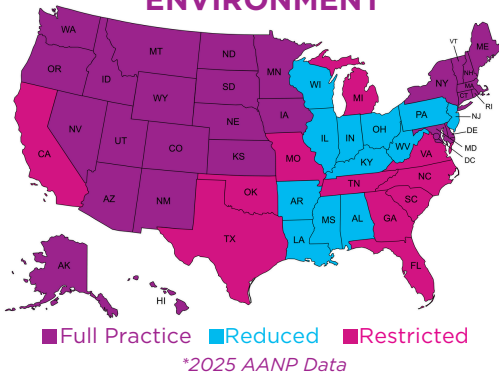 ENVIRONMENT
WA
OR
CA
NV
ID
MT
WY
UT
AZ
CO
NM
ND
SD
NE
KS
OK
TX
MN
IA
MO
AR
LA
WI
IL
MI
IN
OH
KY
TN
MS
AL
GA
FL
SC
NC
VA
WV
PA
NY
VT
NH
ME
MA
CT
RI
NJ
DE
MD
DC
AK
HI
Full Practice Reduced Restricted
*2025 AANP Data